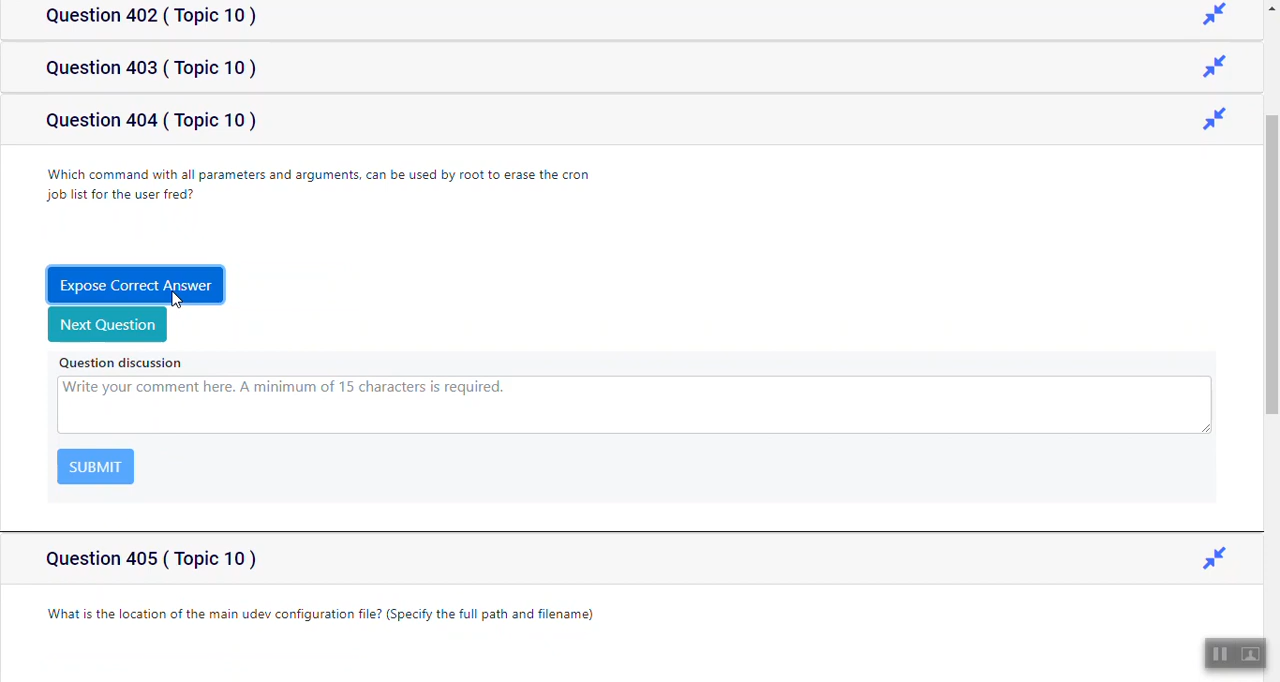 Question 402 ( Topic 10 )
Question 403 ( Topic 10 )
Question 404 ( Topic 10 )
Which command with all parameters and arguments, can be used by root to erase the cron
job list for the user fred?
Expose Correct Answer
Next Question
Question discussion
Write your comment here. A minimum of 15 characters is required.
SUBMIT
Question 405 ( Topic 10 )
What is the location of the main udev configuration file? (Specify the full path and filename)